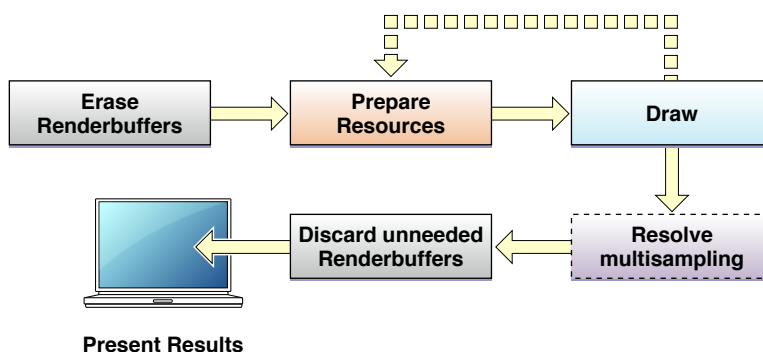 Erase
Renderbuffers
Prepare
Resources
Draw
Discard unneeded
Renderbuffers
Resolve
multisampling
Present Results